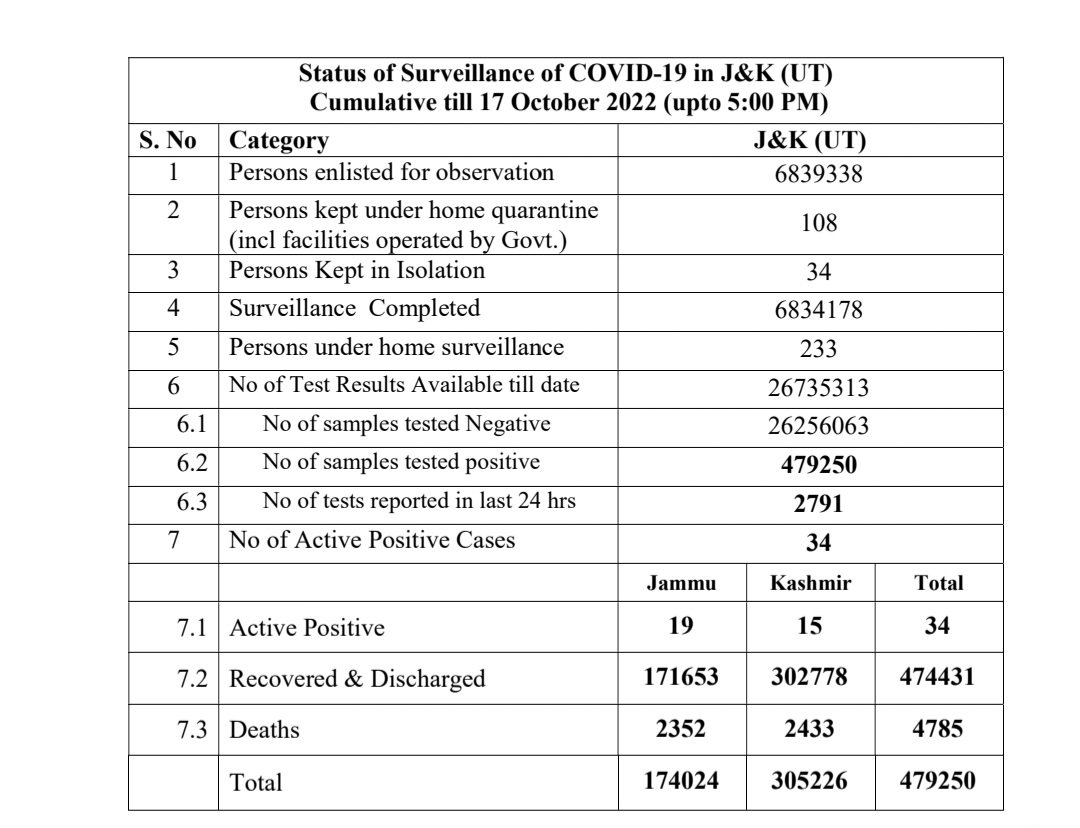 Status of Surveillance of COVID-19 in J&K (UT)
Cumulative till 17 October 2022 (upto 5:00 PM)
S. No Category J&K (UT)
1 Persons enlisted for observation 6839338
2 Persons kept under home quarantine
(incl facilities operated by Govt.) 108
3 Persons Kept in Isolation 34
4 Surveillance Completed 6834178
5 Persons under home surveillance 233
6 No of Test Results Available till date 26735313
6.1 No of samples tested Negative 26256063
6.2 No of samples tested positive 479250
6.3 No of tests reported in last 24 hrs 2791
7 No of Active Positive Cases 34
Jammu Kashmir Total
7.1 Active Positive 19 15 34
7.2 Recovered & Discharged 171653 302778 474431
7.3 Deaths 2352 2433 4785
Total 174024 305226 479250